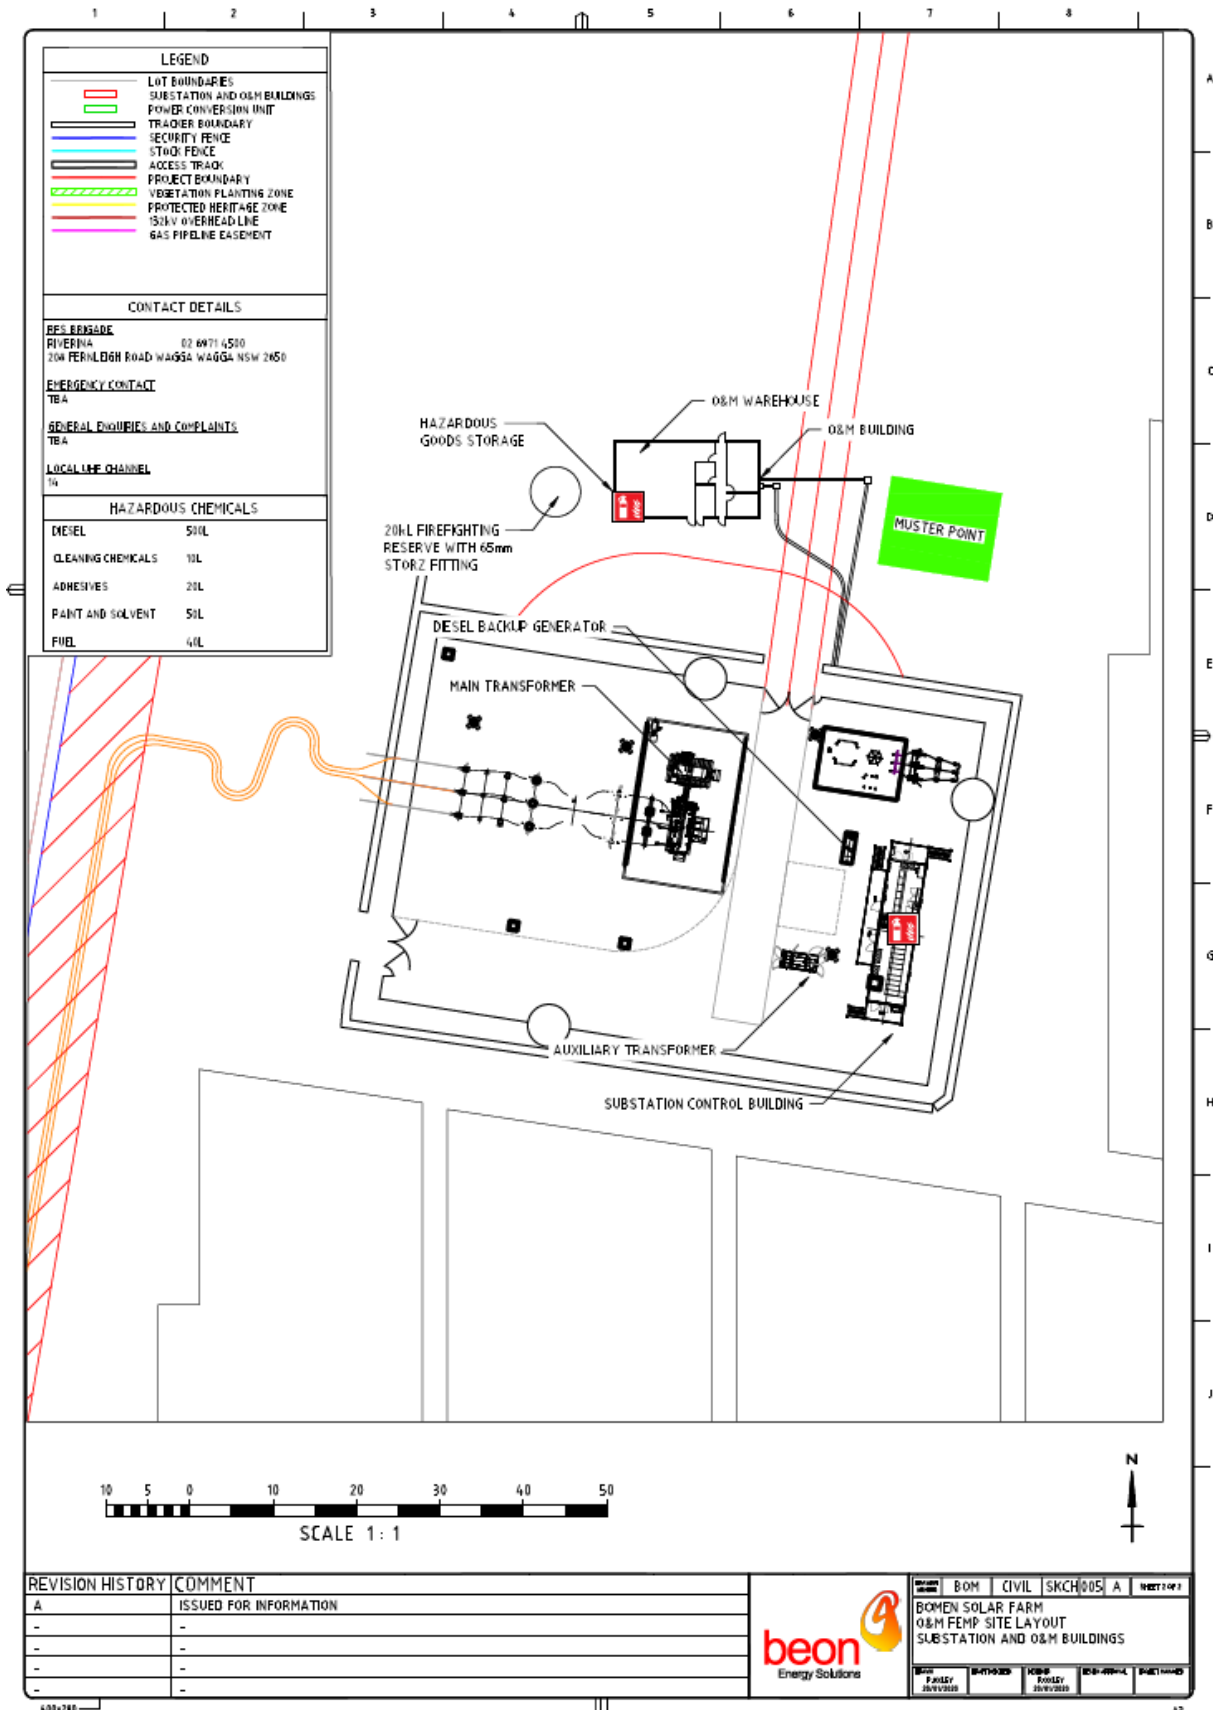 1 2 3 4 5 6 7 8
A
B
C
D
E
F
G
H
I
J
LEGEND
LOT BOUNDARIES
SUBSTATION AND O&M BUILDINGS
POWER CONVERSION UNIT
TRACKER BOUNDARY
SECURITY FENCE
STOCK FENCE
ACCESS TRACK
PROJECT BOUNDARY
VEGETATION PLANTING ZONE
PROTECTED HERITAGE ZONE
132kV OVERHEAD LINE
GAS PIPELINE EASEMENT
CONTACT DETAILS
RFS BRIGADE
RIVERINA 02 6971 4500
208 FERNLEIGH ROAD WAGGA WAGGA NSW 2650
EMERGENCY CONTACT
TBA
GENERAL ENQUIRIES AND COMPLAINTS
TBA
LOCAL UHF CHANNEL
14
HAZARDOUS CHEMICALS
DIESEL 500L
CLEANING CHEMICALS 10L
ADHESIVES 20L
PAINT AND SOLVENT 50L
FUEL 40L
O&M WAREHOUSE
HAZARDOUS
GOODS STORAGE
O&M BUILDING
20kL FIREFIGHTING
RESERVE WITH 65mm
STORZ FITTING
MUSTER POINT
DIESEL BACKUP GENERATOR
MAIN TRANSFORMER
AUXILIARY TRANSFORMER
SUBSTATION CONTROL BUILDING
10 5 0 10 20 30 40 50
SCALE 1 : 1
N
REVISION HISTORY COMMENT
A ISSUED FOR INFORMATION
- -
- -
- -
- -
beon
Energy Solutions
BOM CIVIL SKCH 005 A SHEET 2 OF 2
BOMEN SOLAR FARM
O&M FEMP SITE LAYOUT
SUBSTATION AND O&M BUILDINGS